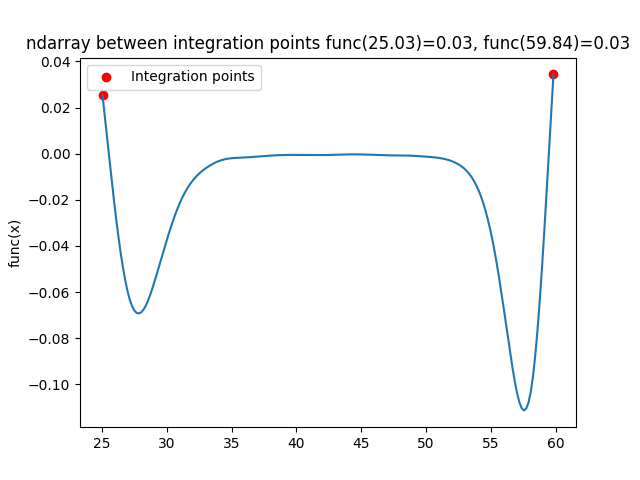 ndarray between integration points func(25.03)=0.03, func(59.84)=0.03
Integration points
func(x)
0.04
0.02
0.00
−0.02
−0.04
−0.06
−0.08
−0.10
25 30 35 40 45 50 55 60